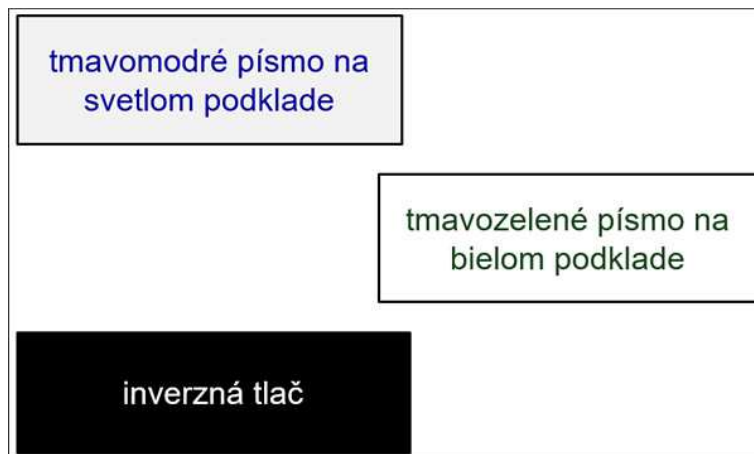 tmavomodré písmo na
svetlom podklade
tmavozelené písmo na
bielom podklade
inverzná tlač